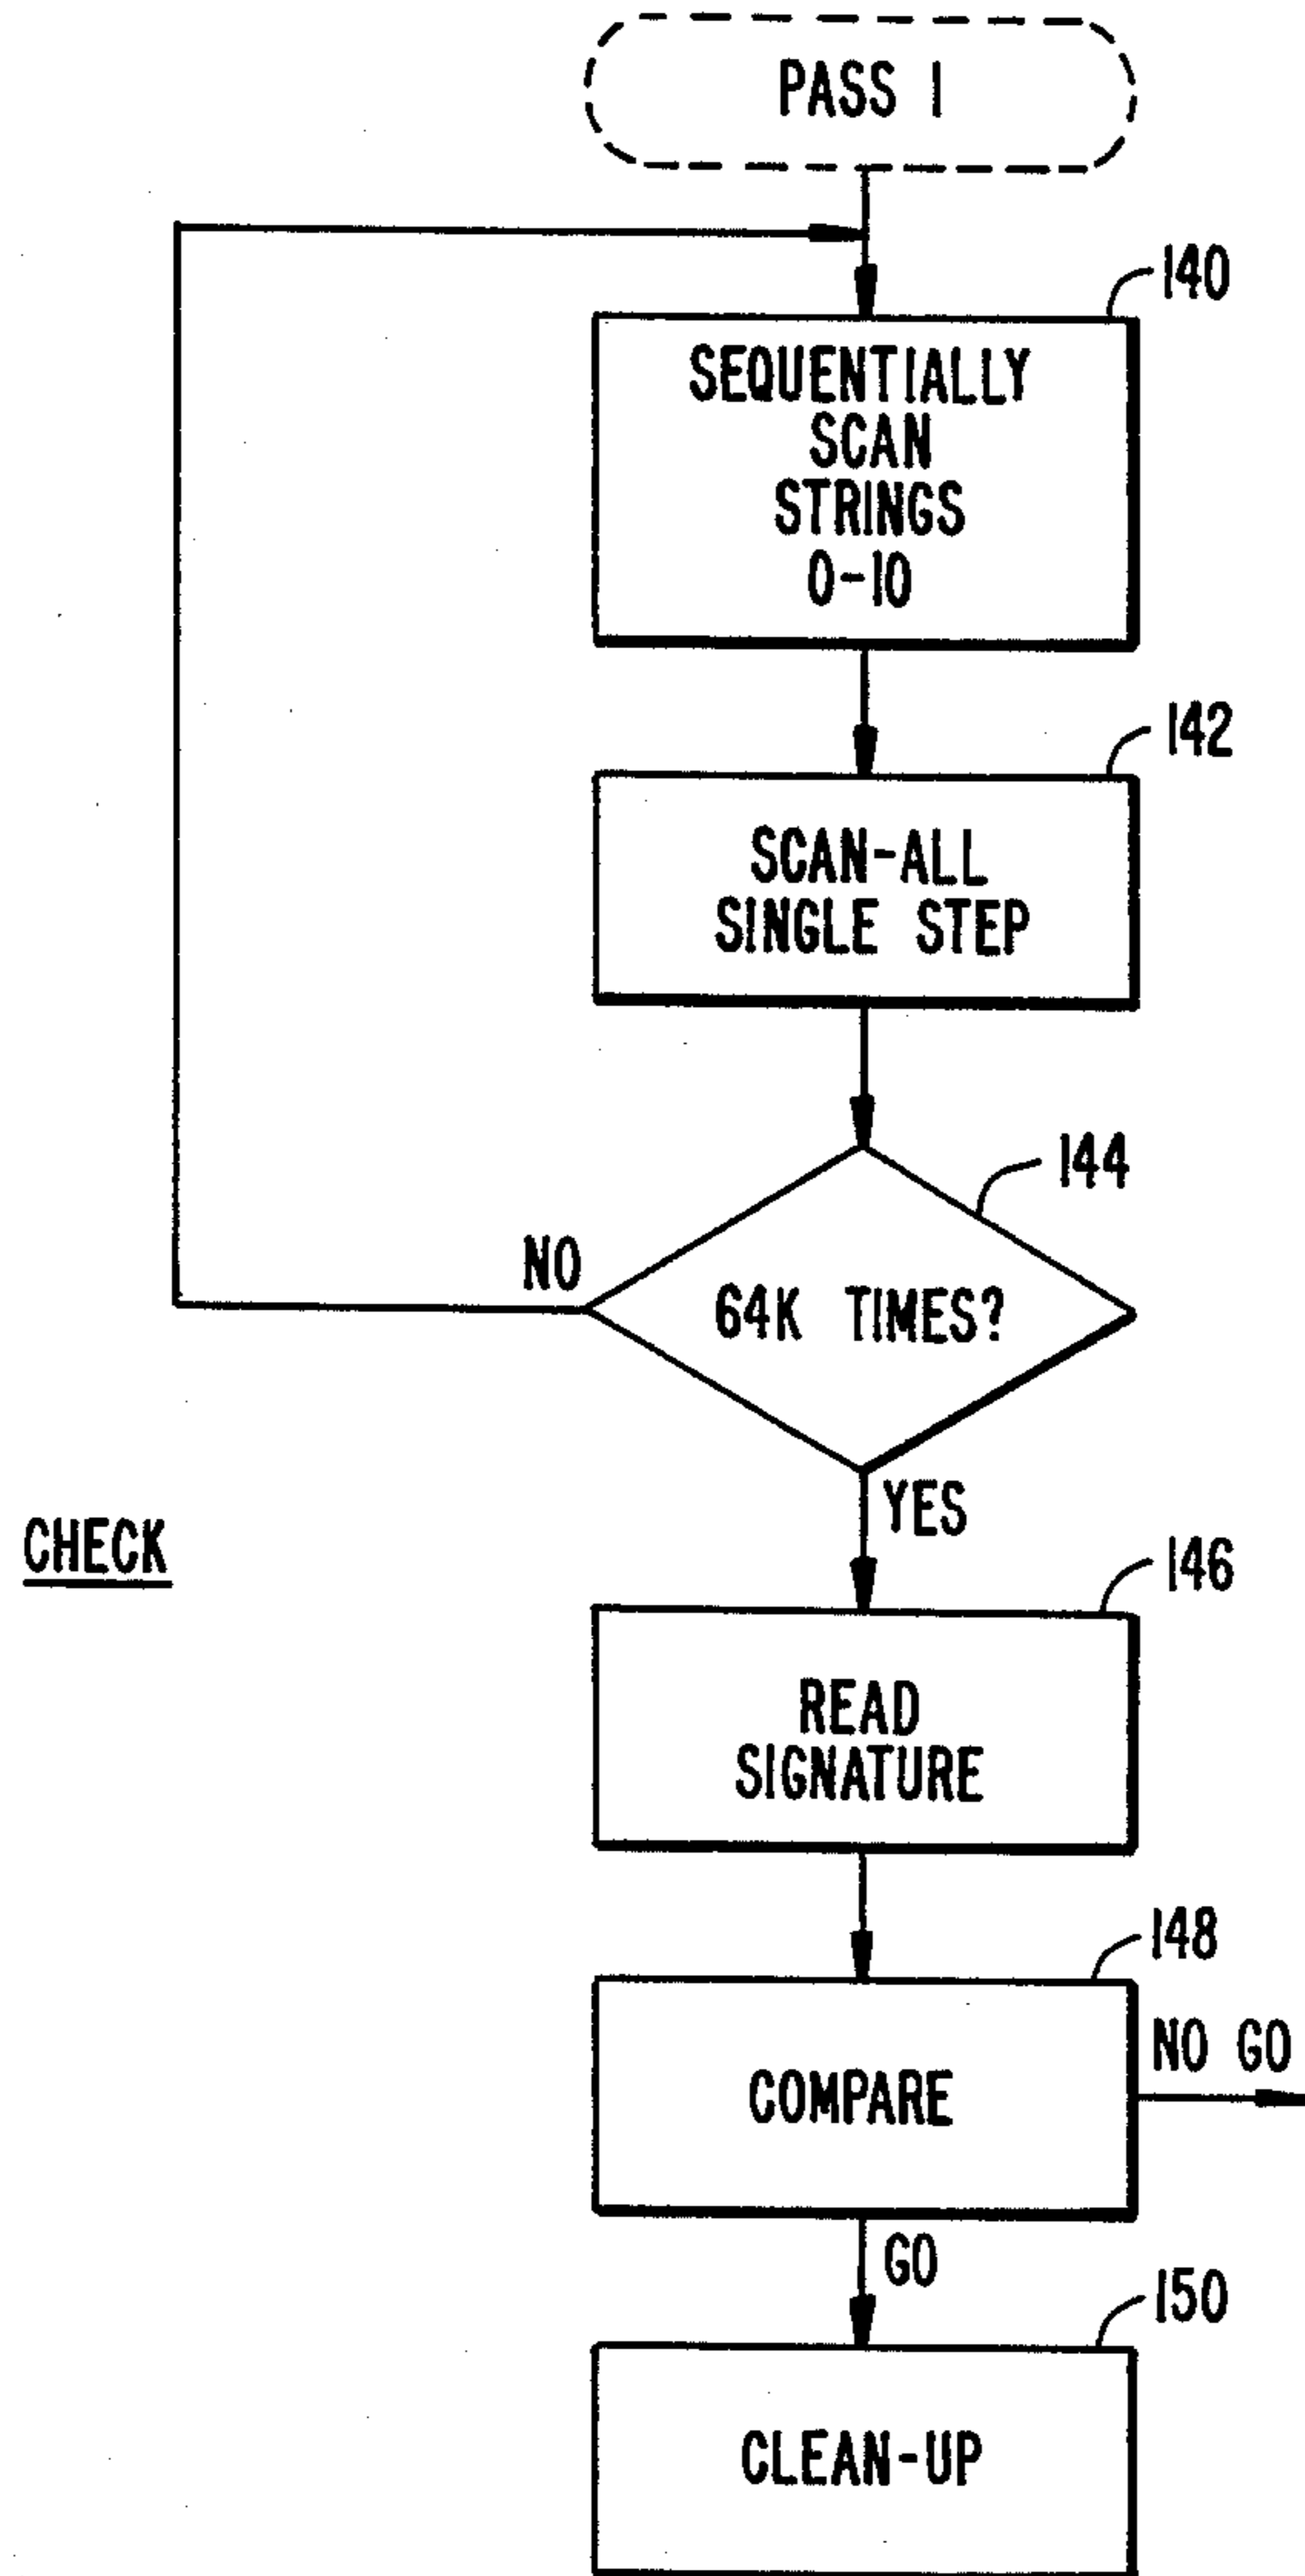 PASS 1
140
SEQUENTIALLY
SCAN
STRINGS
0-10
142
SCAN-ALL
SINGLE STEP
144
NO
64K TIMES?
YES
CHECK
146
READ
SIGNATURE
148
COMPARE
NO GO
GO
150
CLEAN-UP